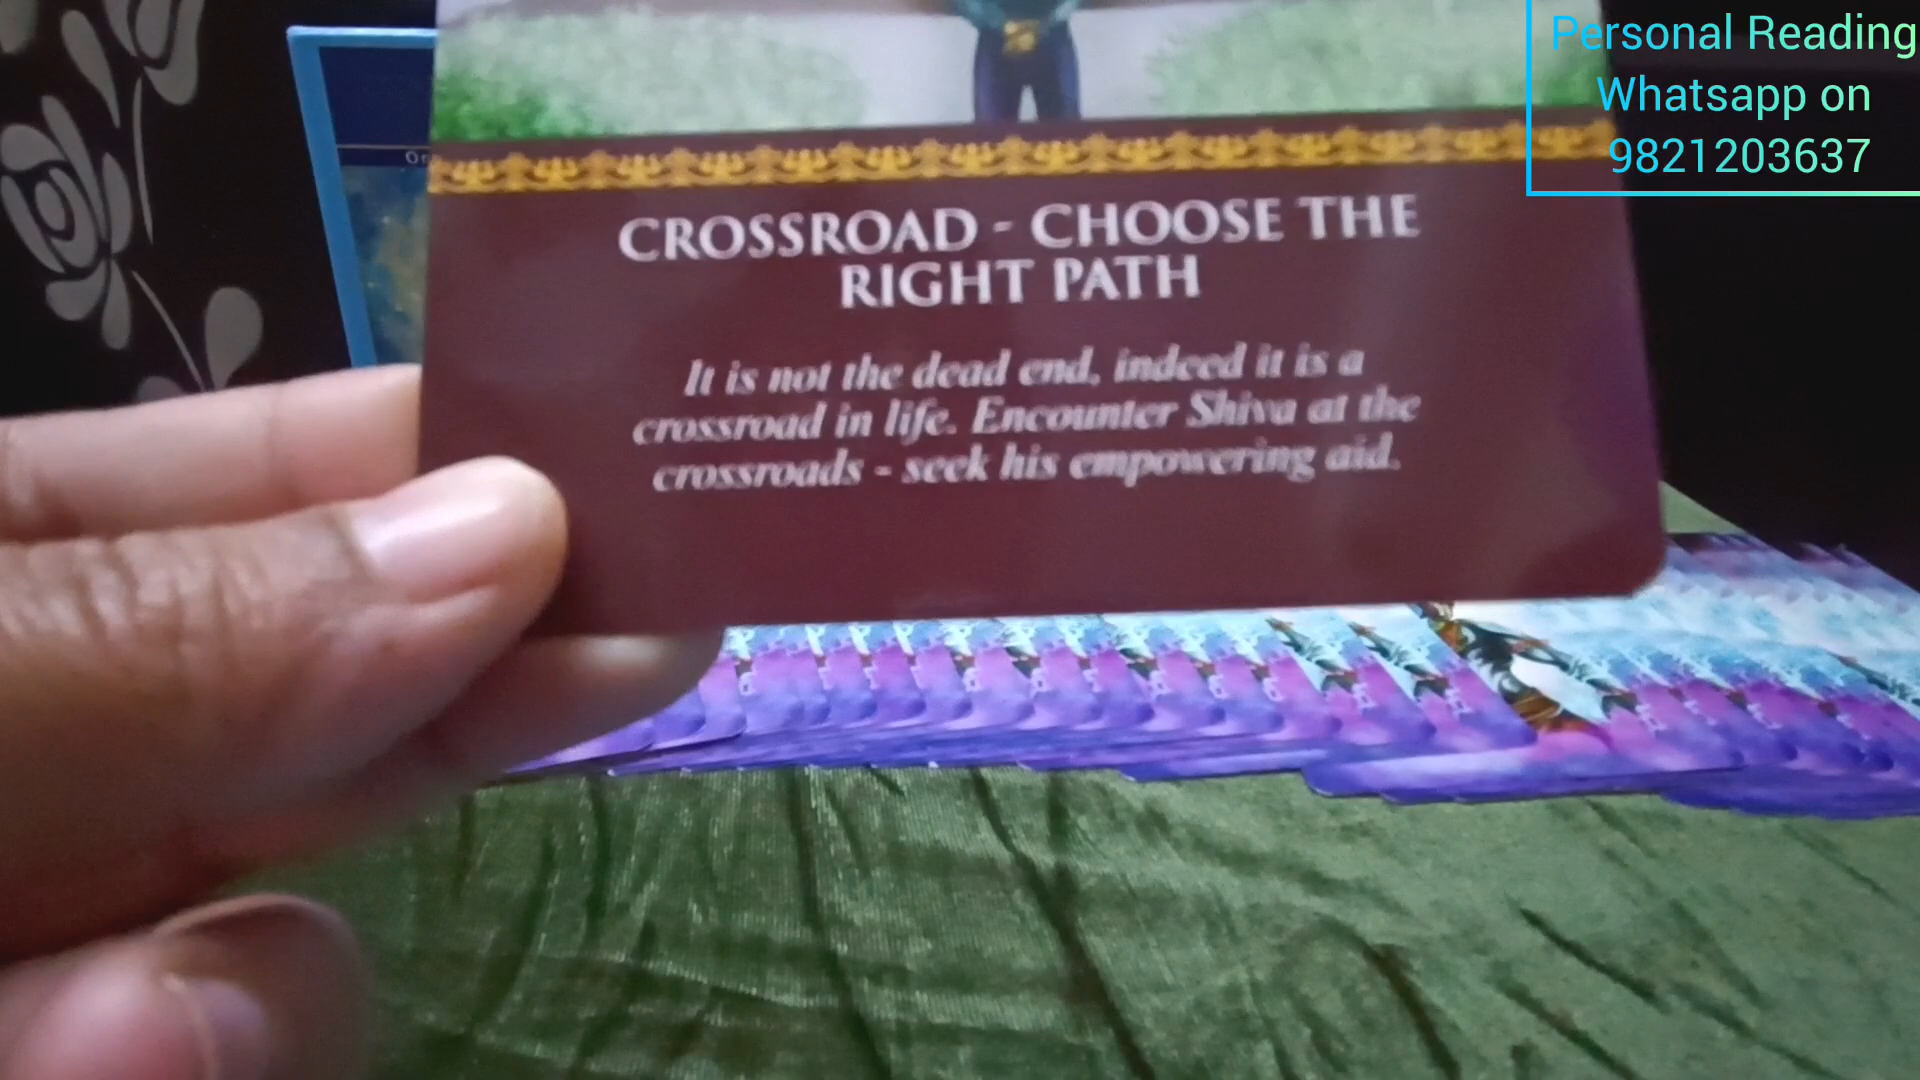 Personal Reading
Whatsapp on
9821203637
CROSSROAD - CHOOSE THE
RIGHT PATH
It is not the dead end, indeed it is a
crossroad in life. Encounter Shiva at the
crossroads - seek his empowering aid.